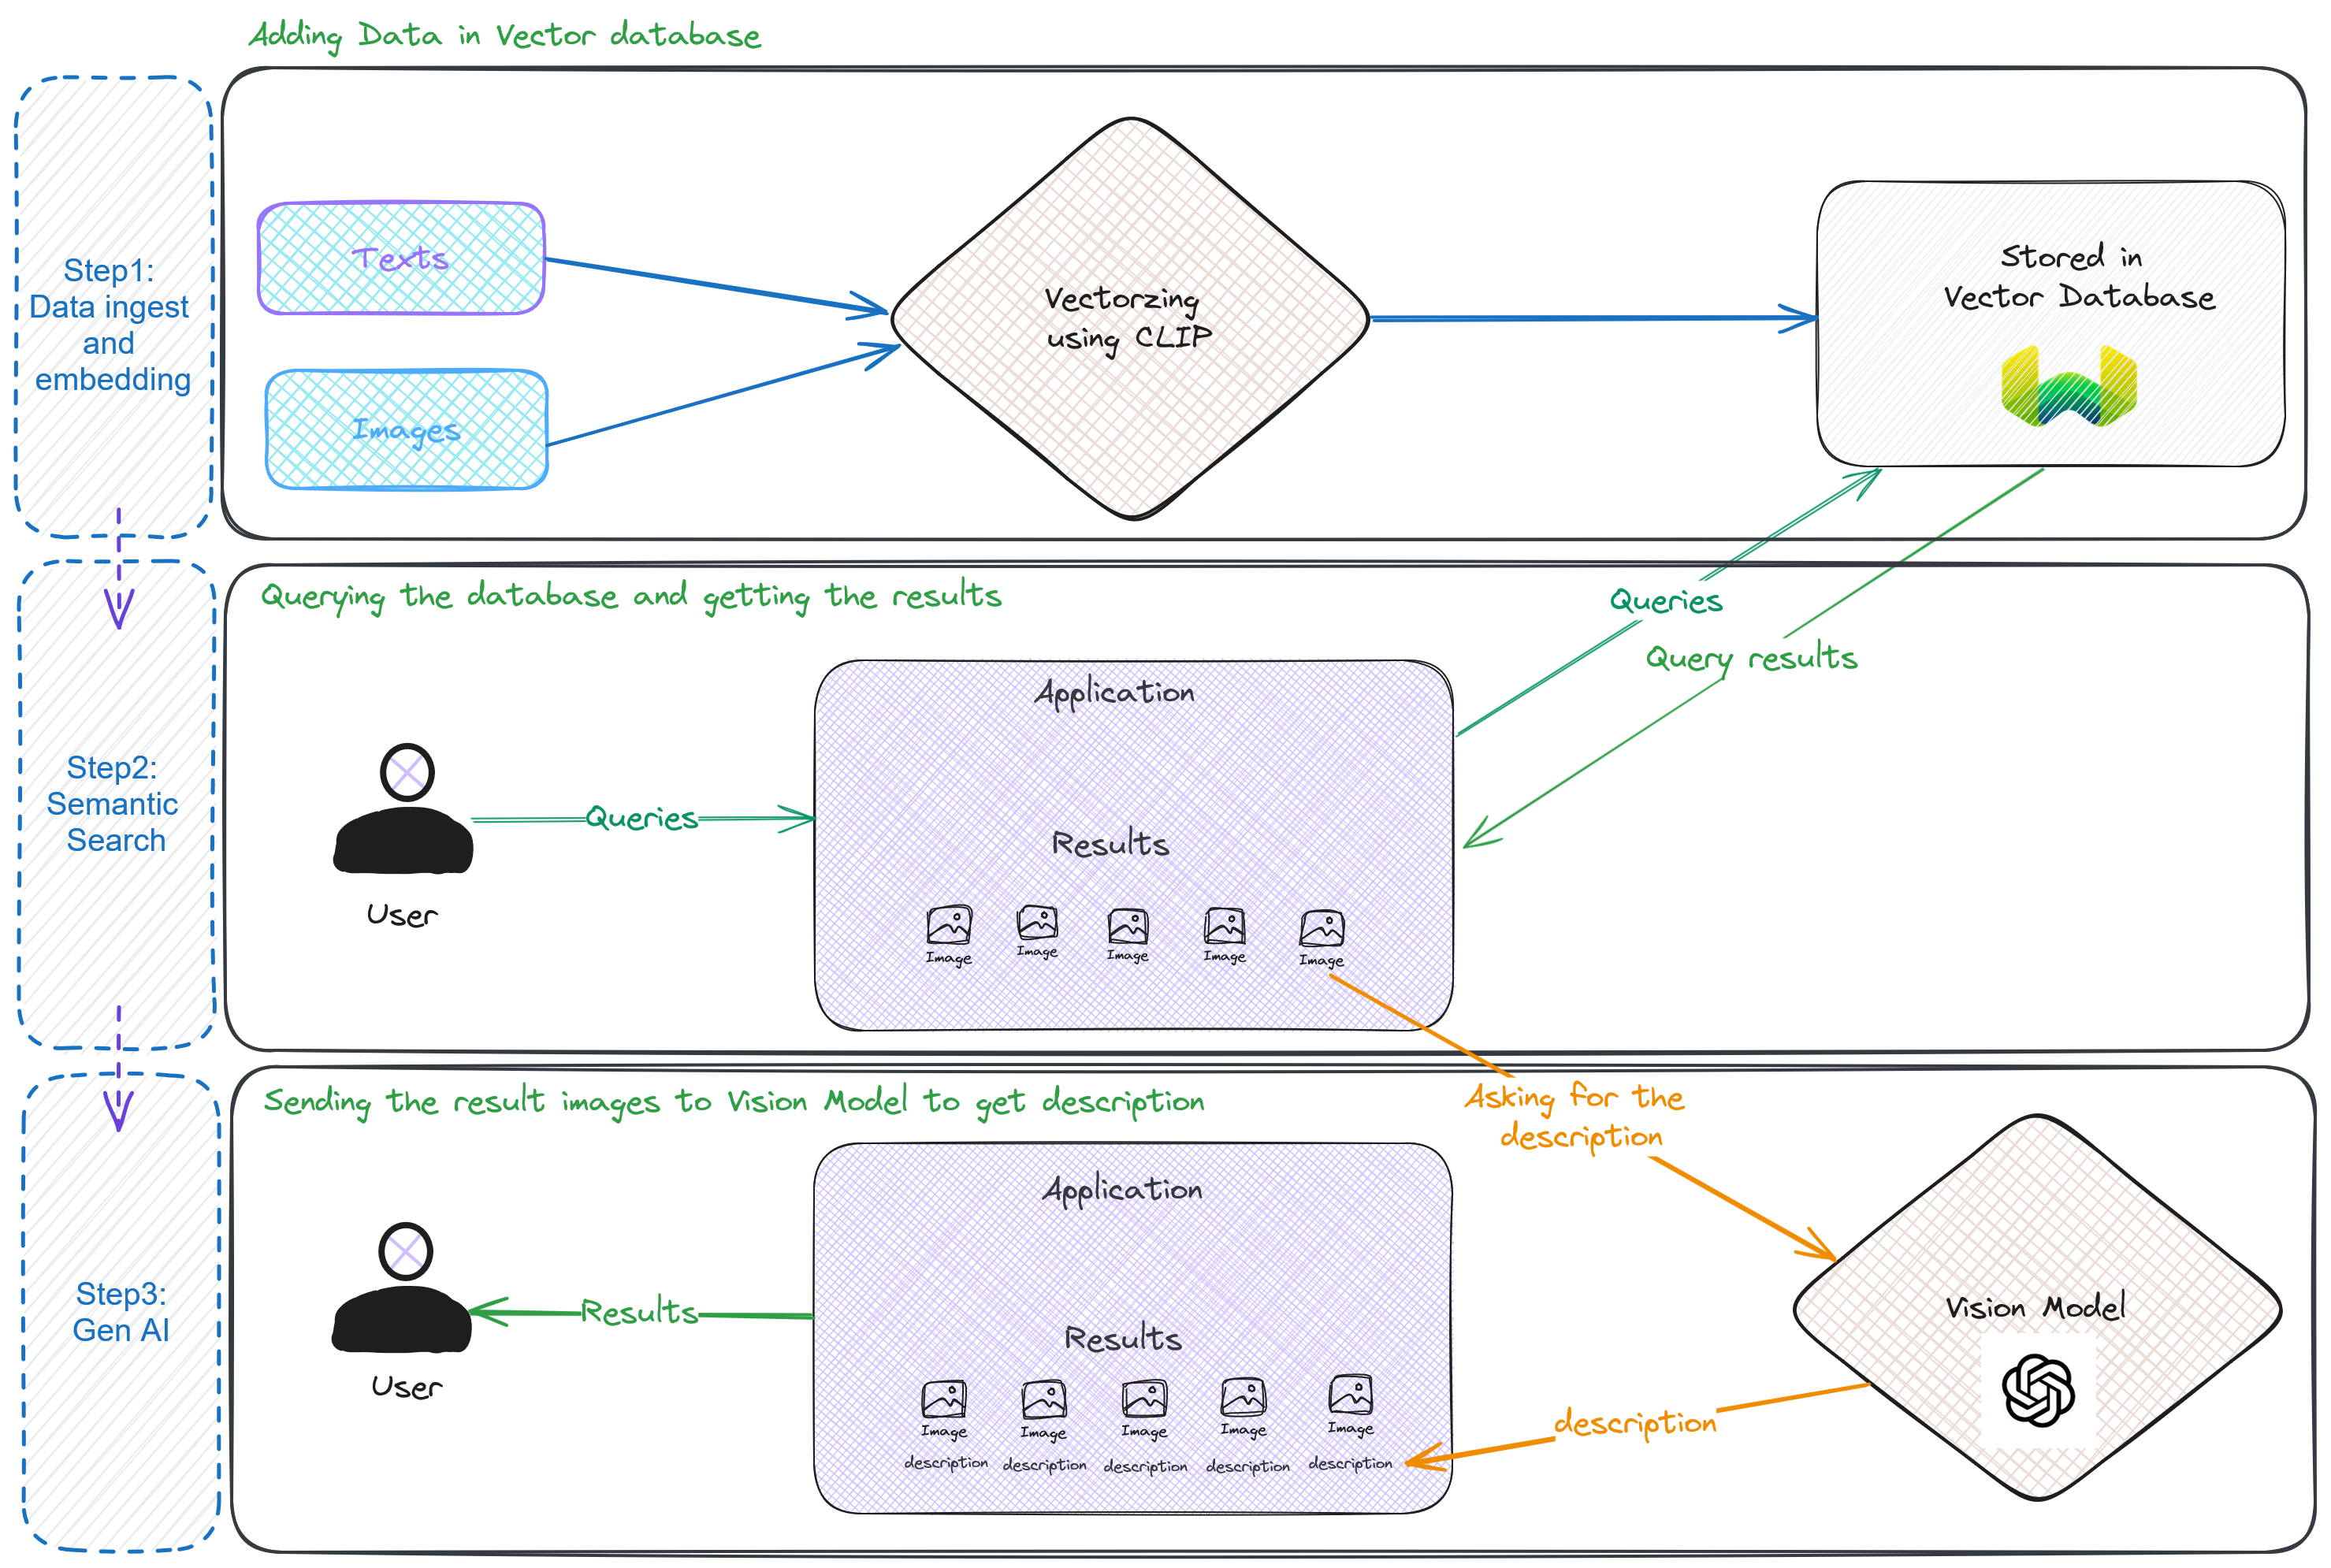 Adding Data in Vector database
Step1:
Data ingest
and
embedding
Texts
Images
Vectorzing
using CLIP
Stored in
Vector Database
Querying the database and getting the results
Queries
Query results
Step2:
Semantic
Search
User
Queries
Application
Results
Image
Image
Image
Image
Image
Sending the result images to Vision Model to get description
Asking for the
description
Step3:
Gen AI
User
Results
Application
Results
Image
Image
Image
Image
Image
description
description
description
description
description
description
Vision Model